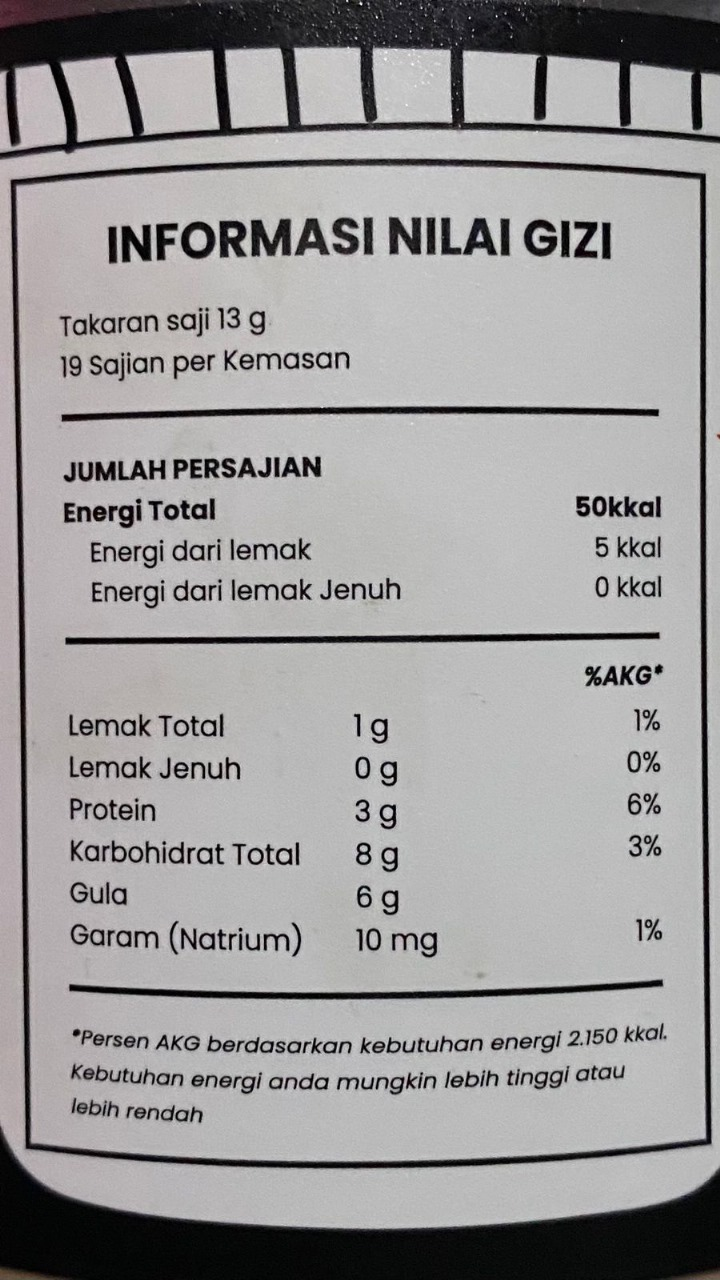 INFORMASI NILAI GIZI
Takaran saji 13 g
19 Sajian per Kemasan
JUMLAH PERSAJIAN
Energi Total 50kkal
Energi dari lemak 5 kkal
Energi dari lemak Jenuh 0 kkal
%AKG*
Lemak Total 1 g 1%
Lemak Jenuh 0 g 0%
Protein 3 g 6%
Karbohidrat Total 8 g 3%
Gula 6 g
Garam (Natrium) 10 mg 1%
*Persen AKG berdasarkan kebutuhan energi 2.150 kkal.
Kebutuhan energi anda mungkin lebih tinggi atau
lebih rendah